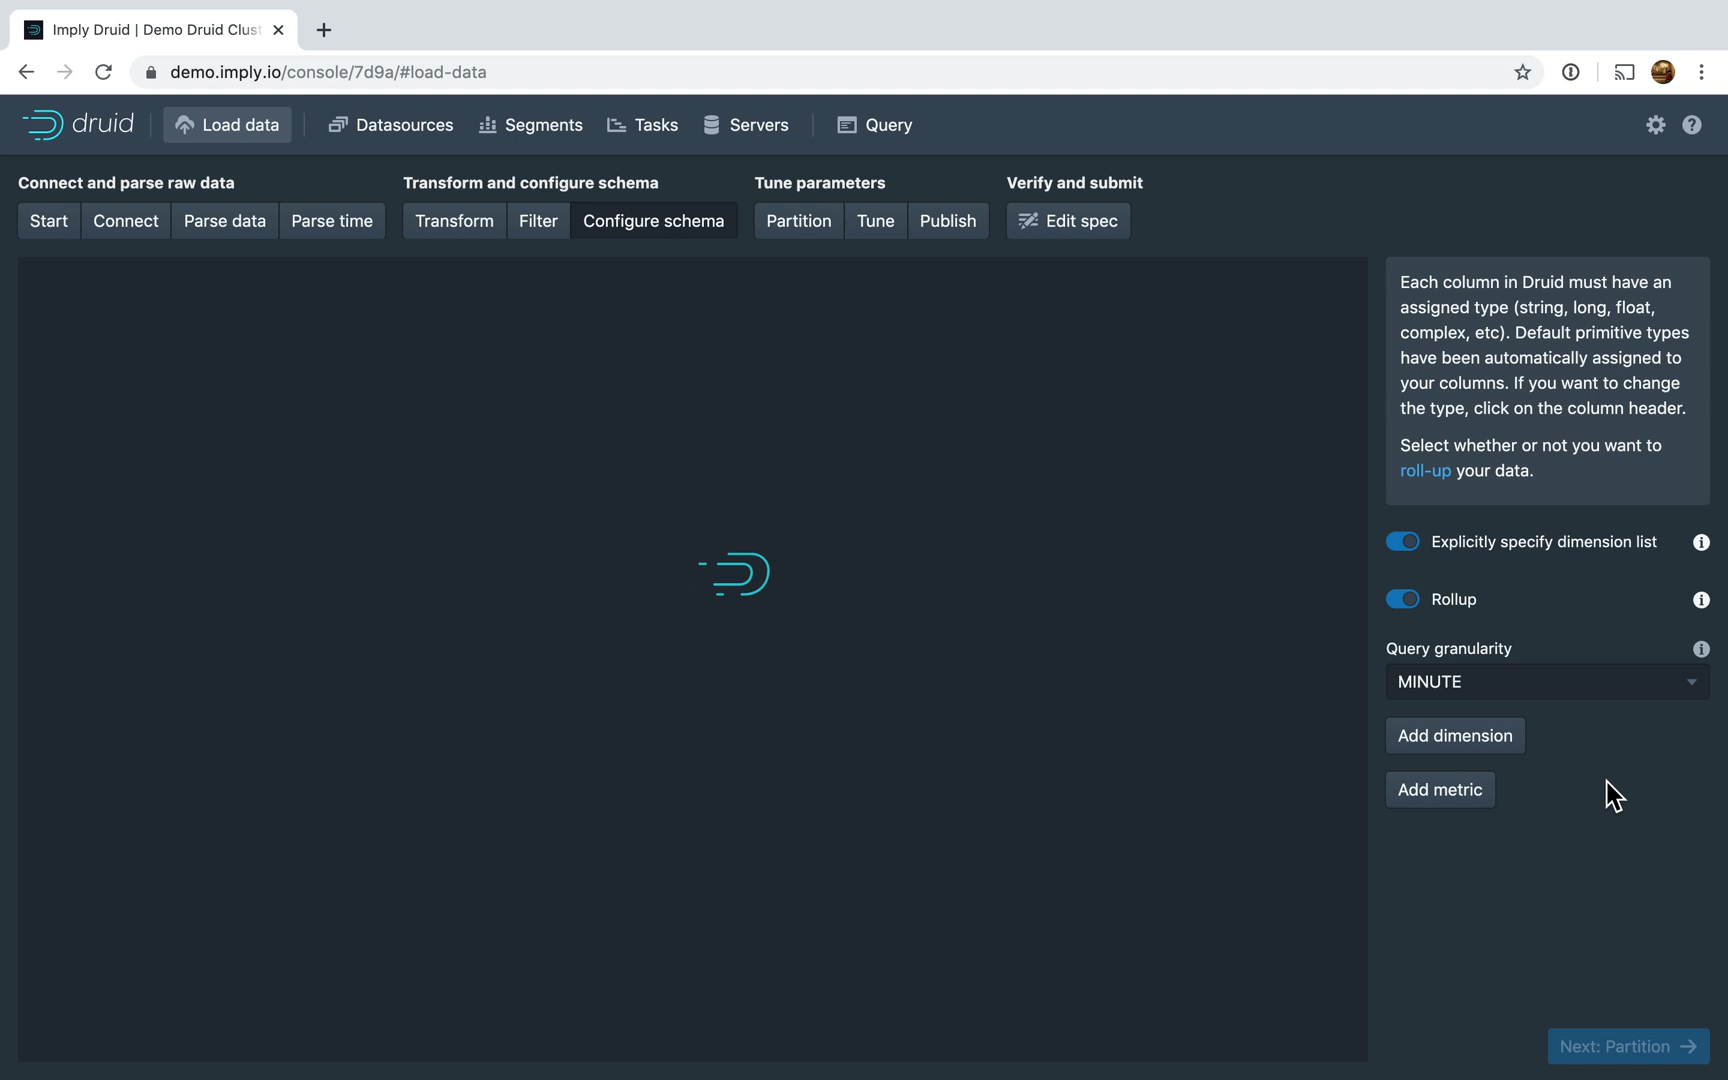 Imply Druid | Demo Druid Clust
demo.imply.io/console/7d9a/#load-data
druid
Load data
Datasources
Segments
Tasks
Servers
Query
Connect and parse raw data
Transform and configure schema
Tune parameters
Verify and submit
Start
Connect
Parse data
Parse time
Transform
Filter
Configure schema
Partition
Tune
Publish
Edit spec
Each column in Druid must have an
assigned type (string, long, float,
complex, etc). Default primitive types
have been automatically assigned to
your columns. If you want to change
the type, click on the column header.
Select whether or not you want to
roll-up your data.
Explicitly specify dimension list
Rollup
Query granularity
MINUTE
Add dimension
Add metric
Next: Partition